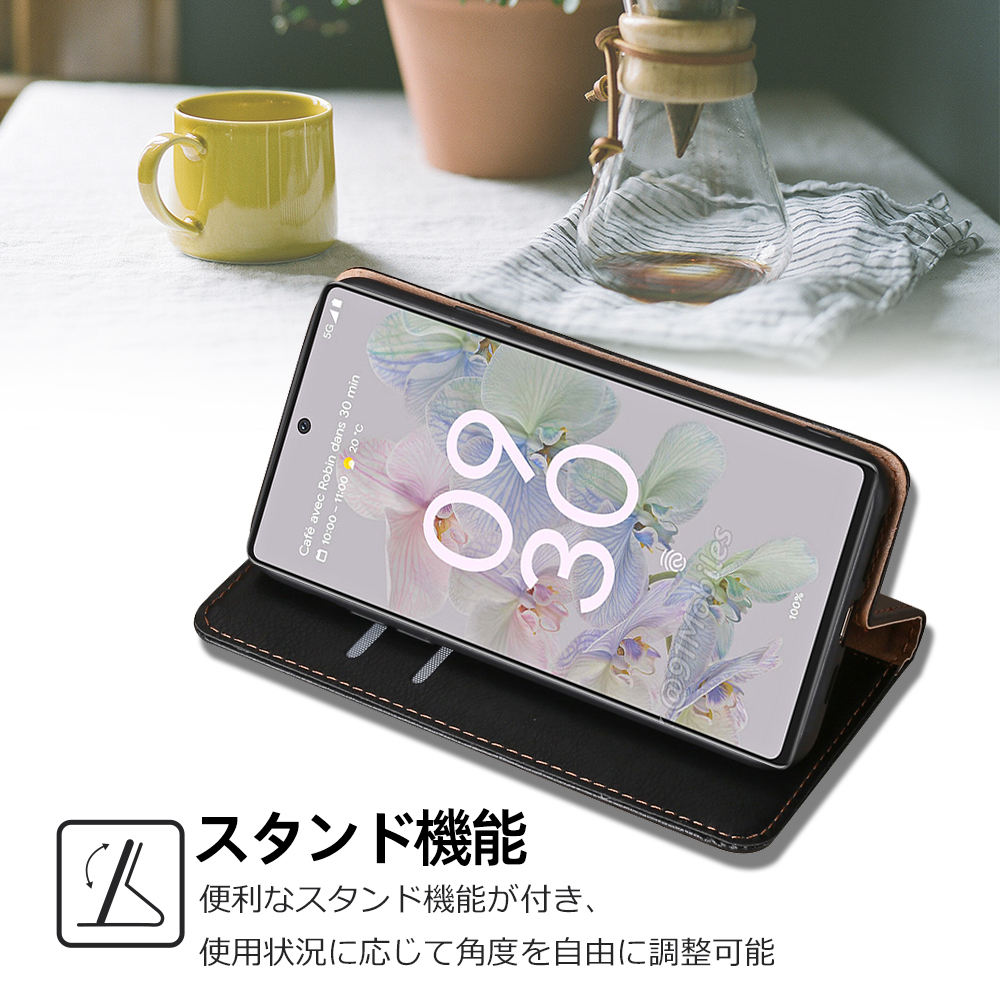 5G
Café avec Robin dans 30 min
10:00 – 11:00 20 °C
09
30
@91mobiles
100%
スタンド機能
便利なスタンド機能が付き、
使用状況に応じて角度を自由に調整可能